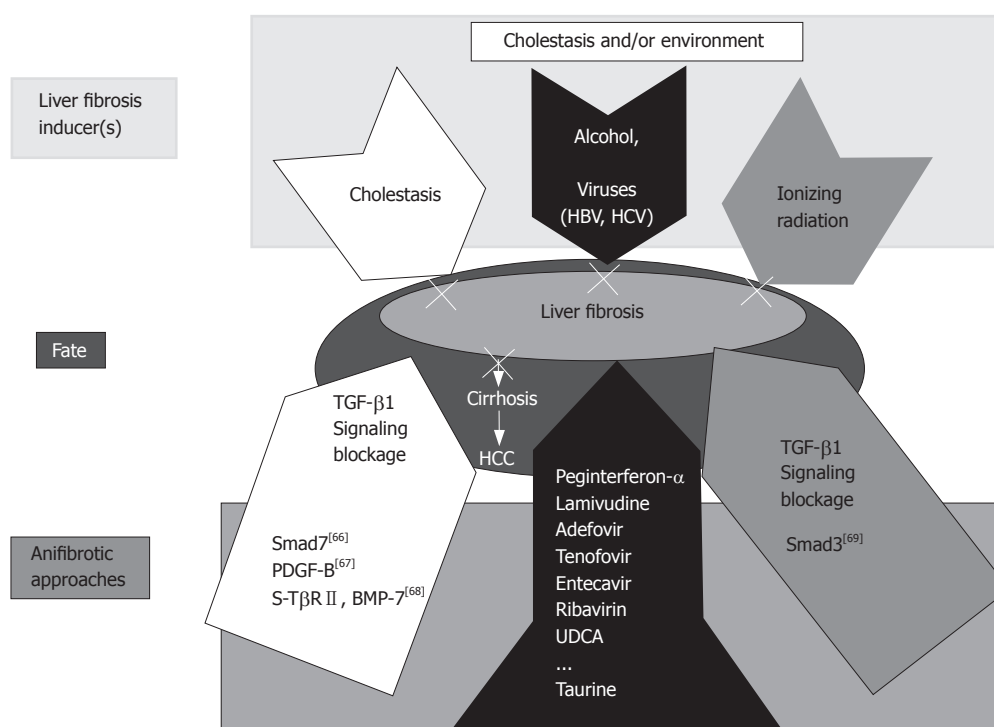 Cholestasis and/or environment
Liver fibrosis
inducer(s)
Cholestasis
Alcohol,
Viruses
(HBV, HCV)
Ionizing
radiation
Liver fibrosis
Fate
Cirrhosis
HCC
TGF-β1
Signaling
blockage
Smad7[66]
PDGF-B[67]
S-TβR II, BMP-7[68]
Peginterferon-α
Lamivudine
Adefovir
Tenofovir
Entecavir
Ribavirin
UDCA
...
Taurine
TGF-β1
Signaling
blockage
Smad3[69]
Anifibrotic
approaches